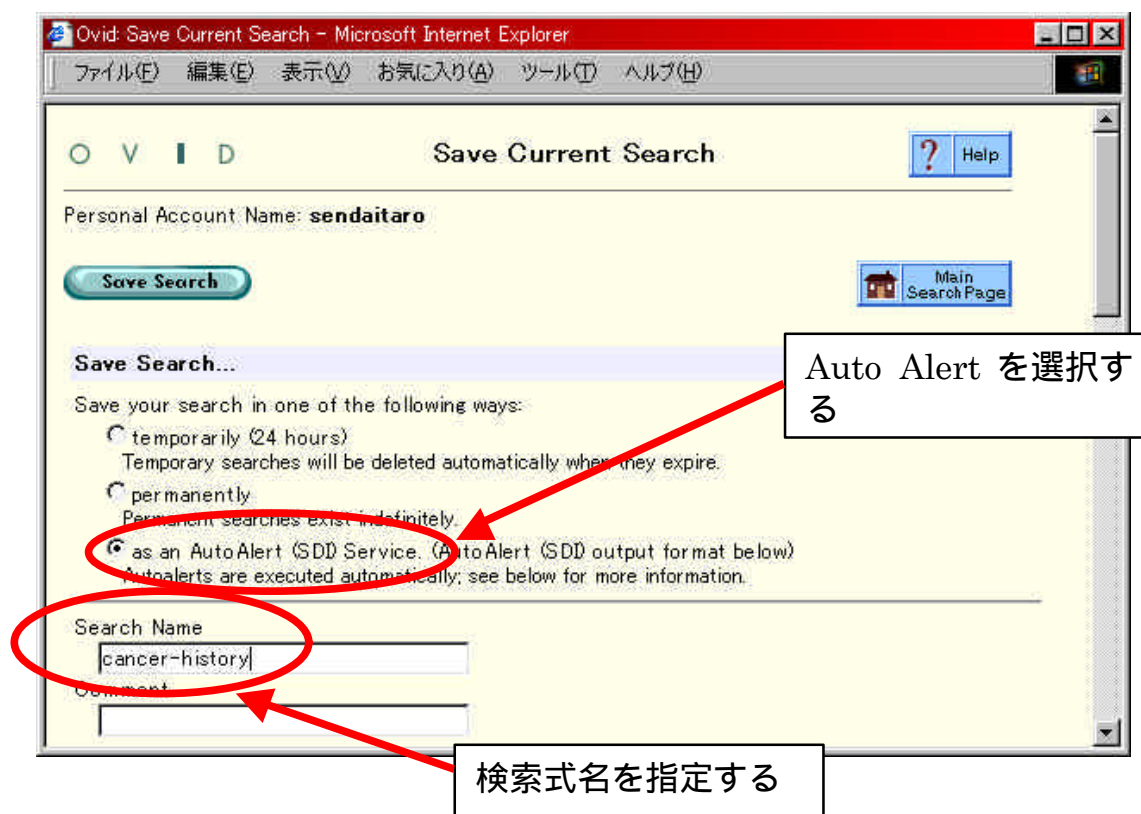 Ovid: Save Current Search - Microsoft Internet Explorer
ファイル(F) 編集(E) 表示(V) お気に入り(A) ツール(T) ヘルプ(H)
O V I D Save Current Search ? Help
Personal Account Name: sendaitaro
Save Search
Main
Search Page
Save Search...
Auto Alert を選択す
る
Save your search in one of the following ways:
temporarily (24 hours)
Temporary searches will be deleted automatically when they expire.
permanently
Permanent searches exist indefinitely.
as an AutoAlert (SDI) Service. (AutoAlert (SDI) output format below)
Autoalerts are executed automatically; see below for more information.
Search Name
cancer-history
Comment
検索式名を指定する